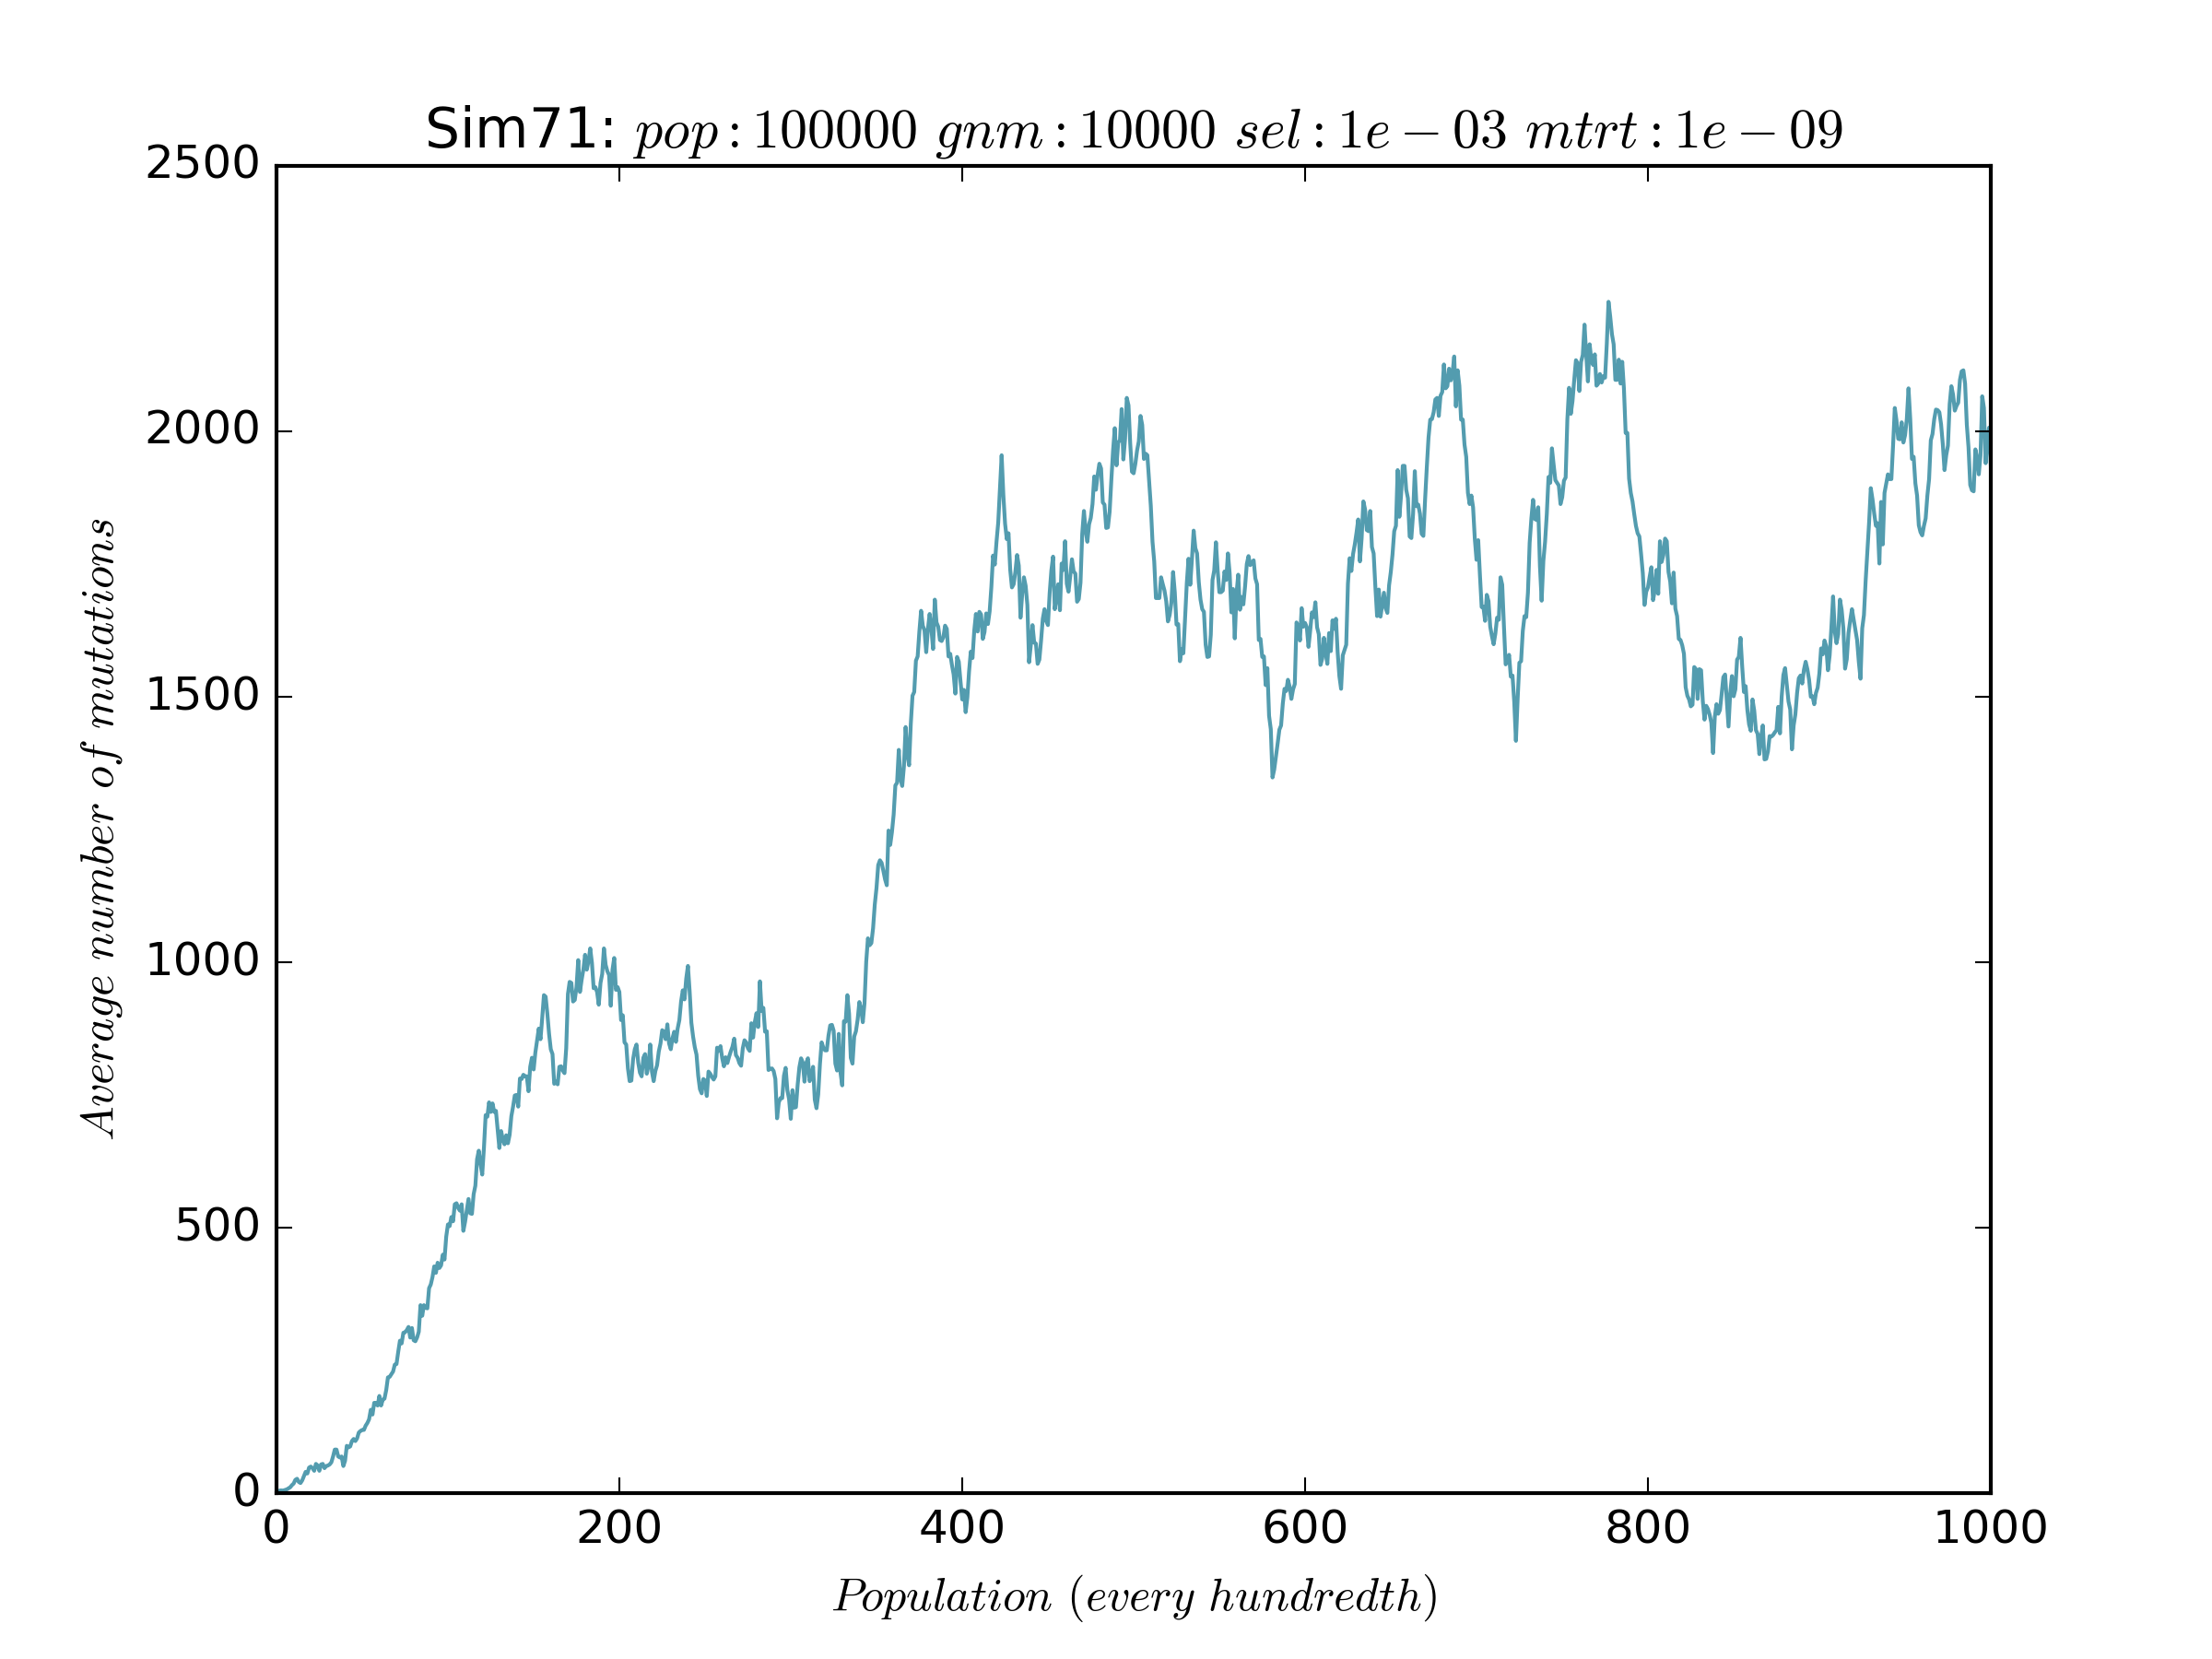 Sim71: pop : 100000 gnm : 10000 sel : 1e − 03 mtrt : 1e − 09
2500
2000
1500
1000
500
0
Average number of mutations
0 200 400 600 800 1000
Population (every hundredth)